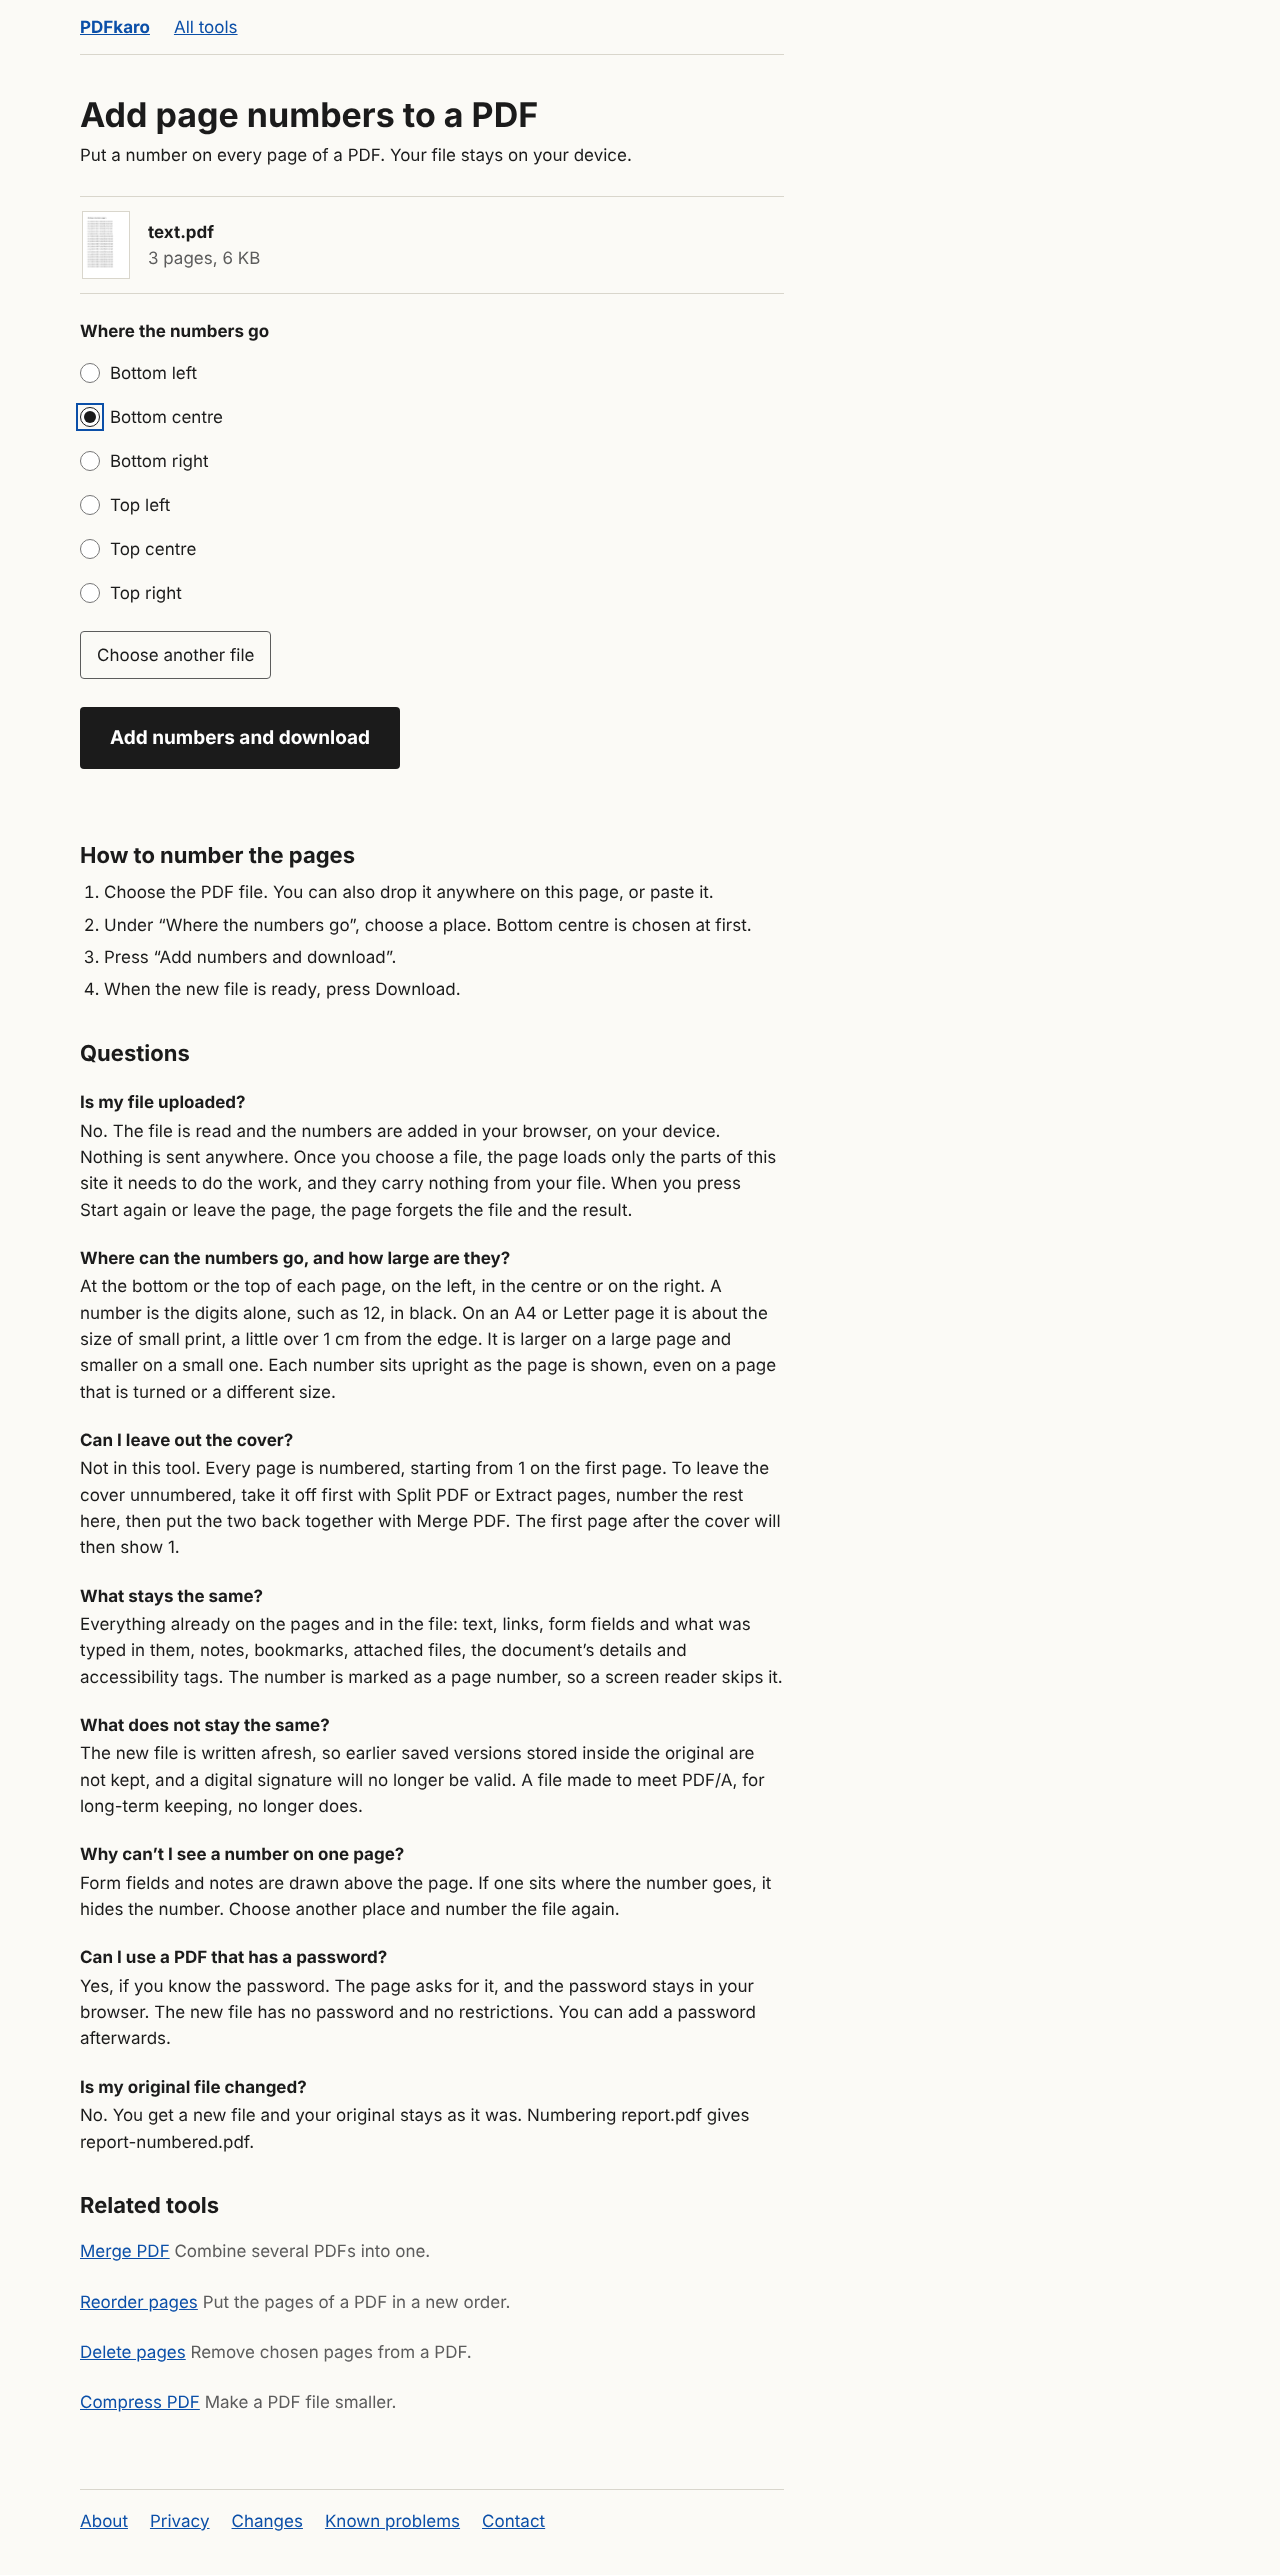 PDFkaro All tools
Add page numbers to a PDF
Put a number on every page of a PDF. Your file stays on your device.
text.pdf
3 pages, 6 KB
Where the numbers go
Bottom left
Bottom centre
Bottom right
Top left
Top centre
Top right
Choose another file
Add numbers and download
How to number the pages
1. Choose the PDF file. You can also drop it anywhere on this page, or paste it.
2. Under “Where the numbers go”, choose a place. Bottom centre is chosen at first.
3. Press “Add numbers and download”.
4. When the new file is ready, press Download.
Questions
Is my file uploaded?
No. The file is read and the numbers are added in your browser, on your device.
Nothing is sent anywhere. Once you choose a file, the page loads only the parts of this
site it needs to do the work, and they carry nothing from your file. When you press
Start again or leave the page, the page forgets the file and the result.
Where can the numbers go, and how large are they?
At the bottom or the top of each page, on the left, in the centre or on the right. A
number is the digits alone, such as 12, in black. On an A4 or Letter page it is about the
size of small print, a little over 1 cm from the edge. It is larger on a large page and
smaller on a small one. Each number sits upright as the page is shown, even on a page
that is turned or a different size.
Can I leave out the cover?
Not in this tool. Every page is numbered, starting from 1 on the first page. To leave the
cover unnumbered, take it off first with Split PDF or Extract pages, number the rest
here, then put the two back together with Merge PDF. The first page after the cover will
then show 1.
What stays the same?
Everything already on the pages and in the file: text, links, form fields and what was
typed in them, notes, bookmarks, attached files, the document’s details and
accessibility tags. The number is marked as a page number, so a screen reader skips it.
What does not stay the same?
The new file is written afresh, so earlier saved versions stored inside the original are
not kept, and a digital signature will no longer be valid. A file made to meet PDF/A, for
long-term keeping, no longer does.
Why can’t I see a number on one page?
Form fields and notes are drawn above the page. If one sits where the number goes, it
hides the number. Choose another place and number the file again.
Can I use a PDF that has a password?
Yes, if you know the password. The page asks for it, and the password stays in your
browser. The new file has no password and no restrictions. You can add a password
afterwards.
Is my original file changed?
No. You get a new file and your original stays as it was. Numbering report.pdf gives
report-numbered.pdf.
Related tools
Merge PDF Combine several PDFs into one.
Reorder pages Put the pages of a PDF in a new order.
Delete pages Remove chosen pages from a PDF.
Compress PDF Make a PDF file smaller.
About Privacy Changes Known problems Contact